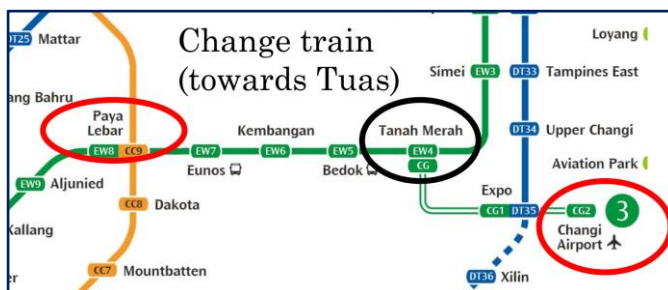 DT25 Mattar
Change train
(towards Tuas)
Loyang
EW3
Simei
DT33 Tampines East
ng Bahru
Paya
Lebar
Kembangan
Tanah Merah
DT34 Upper Changi
EW8 CC9 EW7 EW6 EW5 EW4
CG
Eunos
Bedok
Aviation Park
EW9 Aljunied
Expo
CC8 Dakota
CG1 DT35 CG2 3
Kallang
Changi
Airport
CC7 Mountbatten
DT36 Xilin
er